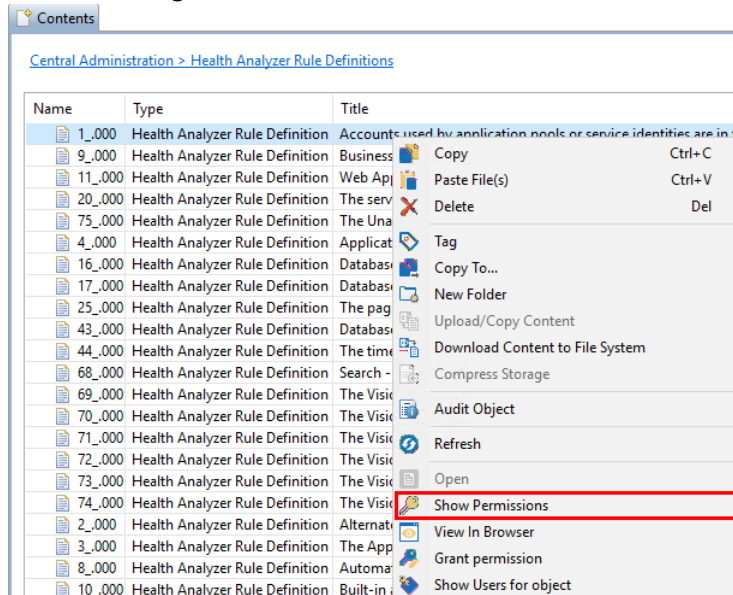 Contents
Central Administration > Health Analyzer Rule Definitions
Name Type Title
1_.000 Health Analyzer Rule Definition Accounts used by application pools or service identities are in
9_.000 Health Analyzer Rule Definition Business
11_.000 Health Analyzer Rule Definition Web Ap
20_.000 Health Analyzer Rule Definition The serv
75_.000 Health Analyzer Rule Definition The Una
4_.000 Health Analyzer Rule Definition Applicat
16_.000 Health Analyzer Rule Definition Databas
17_.000 Health Analyzer Rule Definition Databas
25_.000 Health Analyzer Rule Definition The pag
43_.000 Health Analyzer Rule Definition Databas
44_.000 Health Analyzer Rule Definition The time
68_.000 Health Analyzer Rule Definition Search -
69_.000 Health Analyzer Rule Definition The Visi
70_.000 Health Analyzer Rule Definition The Visi
71_.000 Health Analyzer Rule Definition The Visi
72_.000 Health Analyzer Rule Definition The Visi
73_.000 Health Analyzer Rule Definition The Visi
74_.000 Health Analyzer Rule Definition The Visi
2_.000 Health Analyzer Rule Definition Alternat
3_.000 Health Analyzer Rule Definition The App
8_.000 Health Analyzer Rule Definition Automa
10_.000 Health Analyzer Rule Definition Built-in
Copy Ctrl+C
Paste File(s) Ctrl+V
Delete Del
Tag
Copy To...
New Folder
Upload/Copy Content
Download Content to File System
Compress Storage
Audit Object
Refresh
Open
Show Permissions
View In Browser
Grant permission
Show Users for object